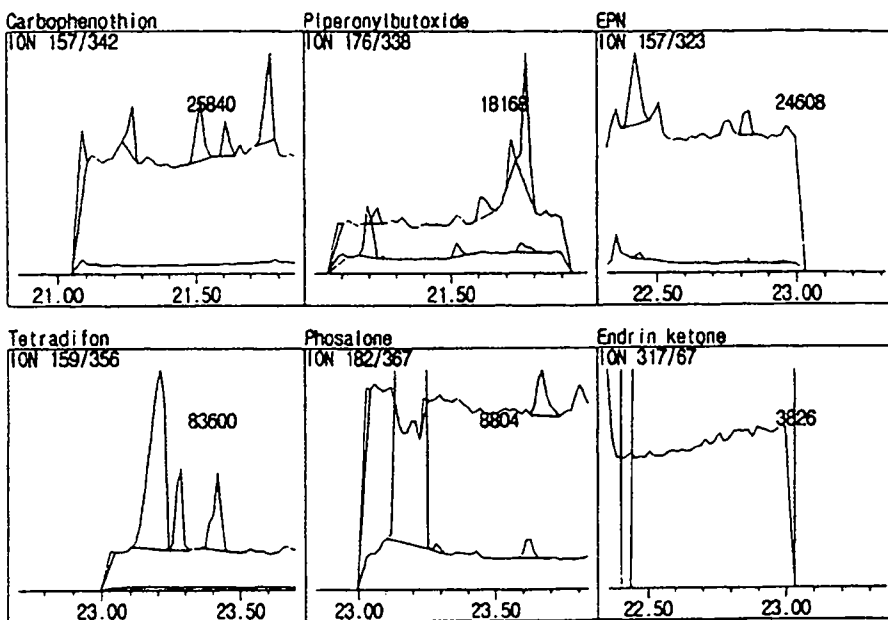 Carbophenothion
ION 157/342
25840
21.00 21.50
Piperonylbutoxide
ION 176/338
18168
21.50
EPN
ION 157/323
24608
22.50 23.00
Tetradifon
ION 159/356
83600
23.00 23.50
Phosalone
ION 182/367
8804
23.00 23.50
Endrin ketone
ION 317/67
3826
22.50 23.00